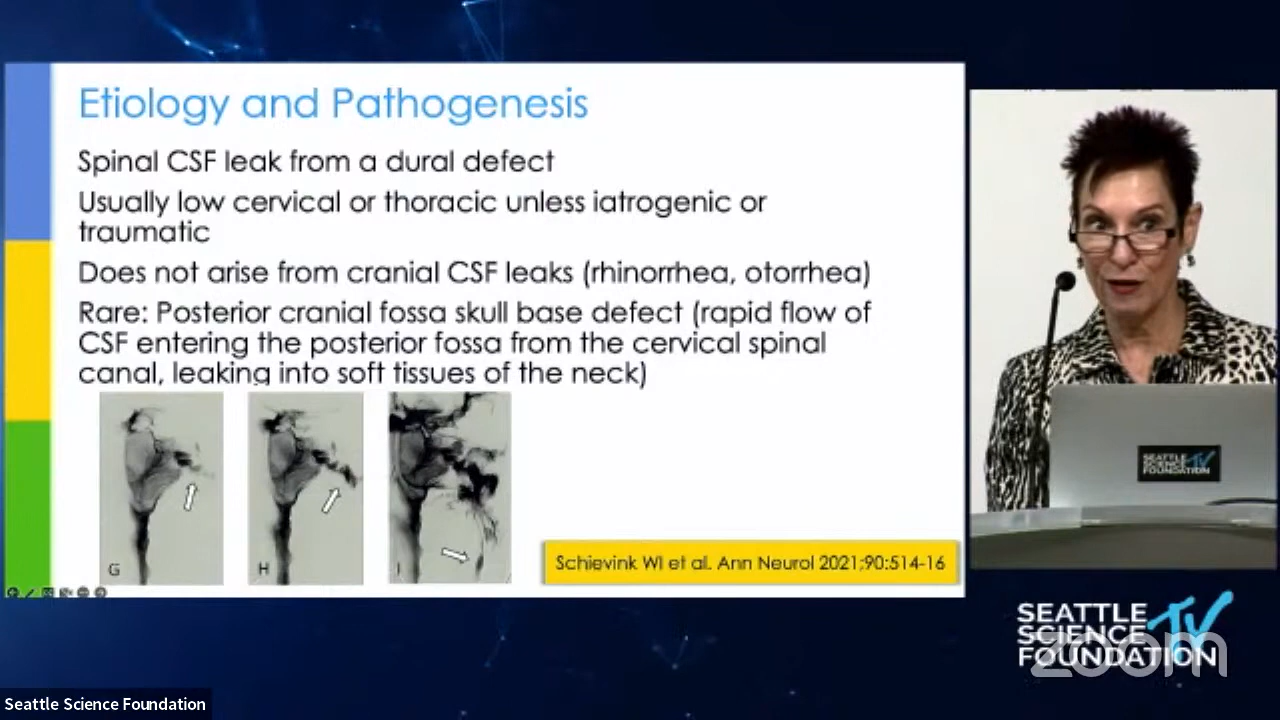 Etiology and Pathogenesis
Spinal CSF leak from a dural defect
Usually low cervical or thoracic unless iatrogenic or
traumatic
Does not arise from cranial CSF leaks (rhinorrhea, otorrhea)
Rare: Posterior cranial fossa skull base defect (rapid flow of
CSF entering the posterior fossa from the cervical spinal
canal, leaking into soft tissues of the neck)
G
H
I
Schievink WI et al. Ann Neurol 2021;90:514-16
SEATTLE
SCIENCE TV
FOUNDATION
SEATTLE
SCIENCE TV
FOUNDATION
zoom
Seattle Science Foundation